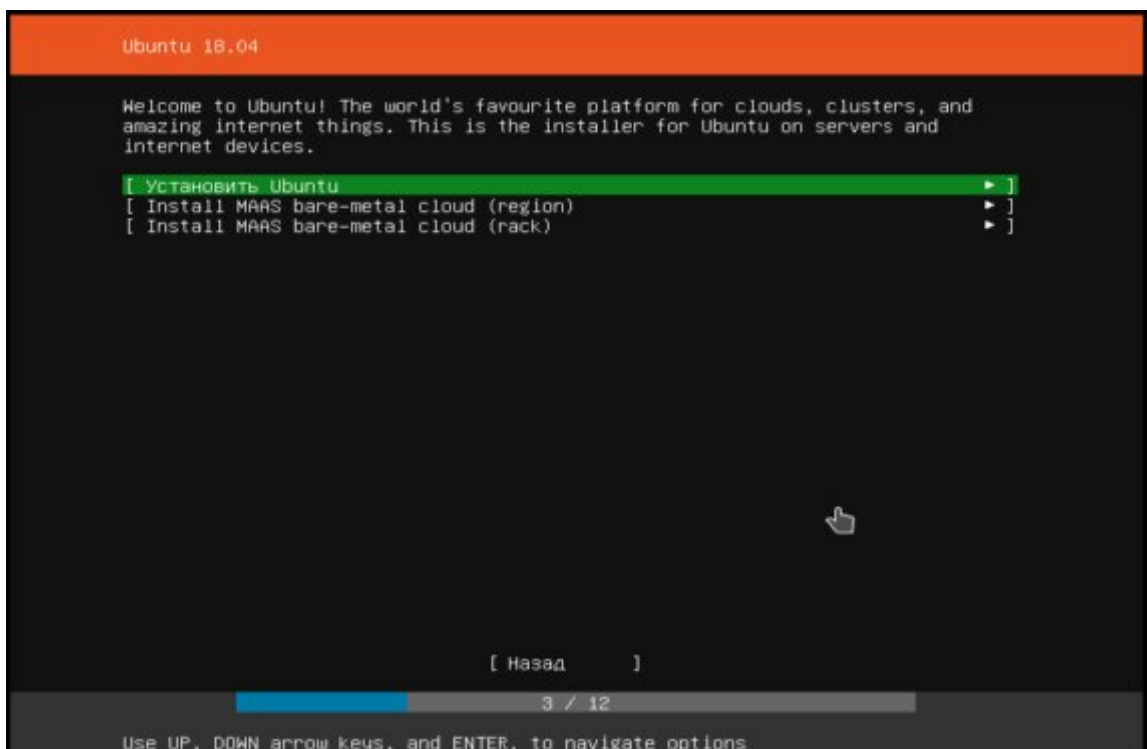 Ubuntu 18.04
Welcome to Ubuntu! The world's favourite platform for clouds, clusters, and
amazing internet things. This is the installer for Ubuntu on servers and
internet devices.
[ Установить Ubuntu ► ]
[ Install MAAS bare-metal cloud (region) ► ]
[ Install MAAS bare-metal cloud (rack) ► ]
[ Назад ]
3 / 12
Use UP, DOWN arrow keys, and ENTER, to navigate options